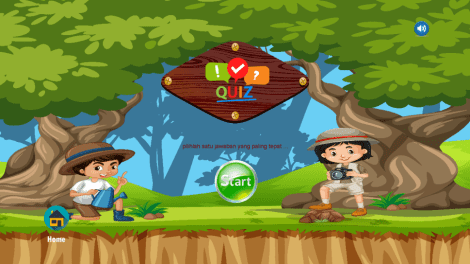 ! ?
QUIZ
pilihlah satu jawaban yang paling tepat
Start
Home